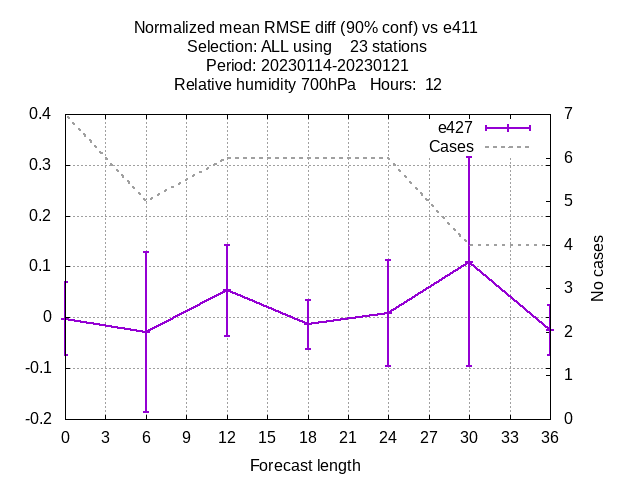 Normalized mean RMSE diff (90% conf) vs e411
Selection: ALL using 23 stations
Period: 20230114-20230121
Relative humidity 700hPa Hours: 12
e427
Cases
0.4
0.3
0.2
0.1
0
-0.1
-0.2
7
6
5
4
3
2
1
0
No cases
0 3 6 9 12 15 18 21 24 27 30 33 36
Forecast length